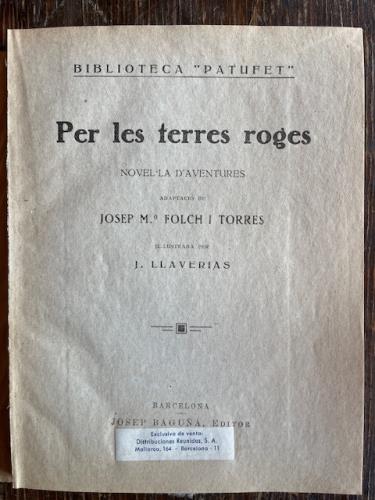 BIBLIOTECA "PATUFET"
Per les terres roges
NOVEL·LA D'AVENTURES
ADAPTACIÓ DE
JOSEP M.ª FOLCH I TORRES
IL·LUSTRADA PER
J. LLAVERIAS
BARCELONA
JOSEP BAGUÑÀ, EDITOR
Exclusiva de venta:
Distribuciones Reunidas, S. A.
Mallorca, 164 - Barcelona - 11